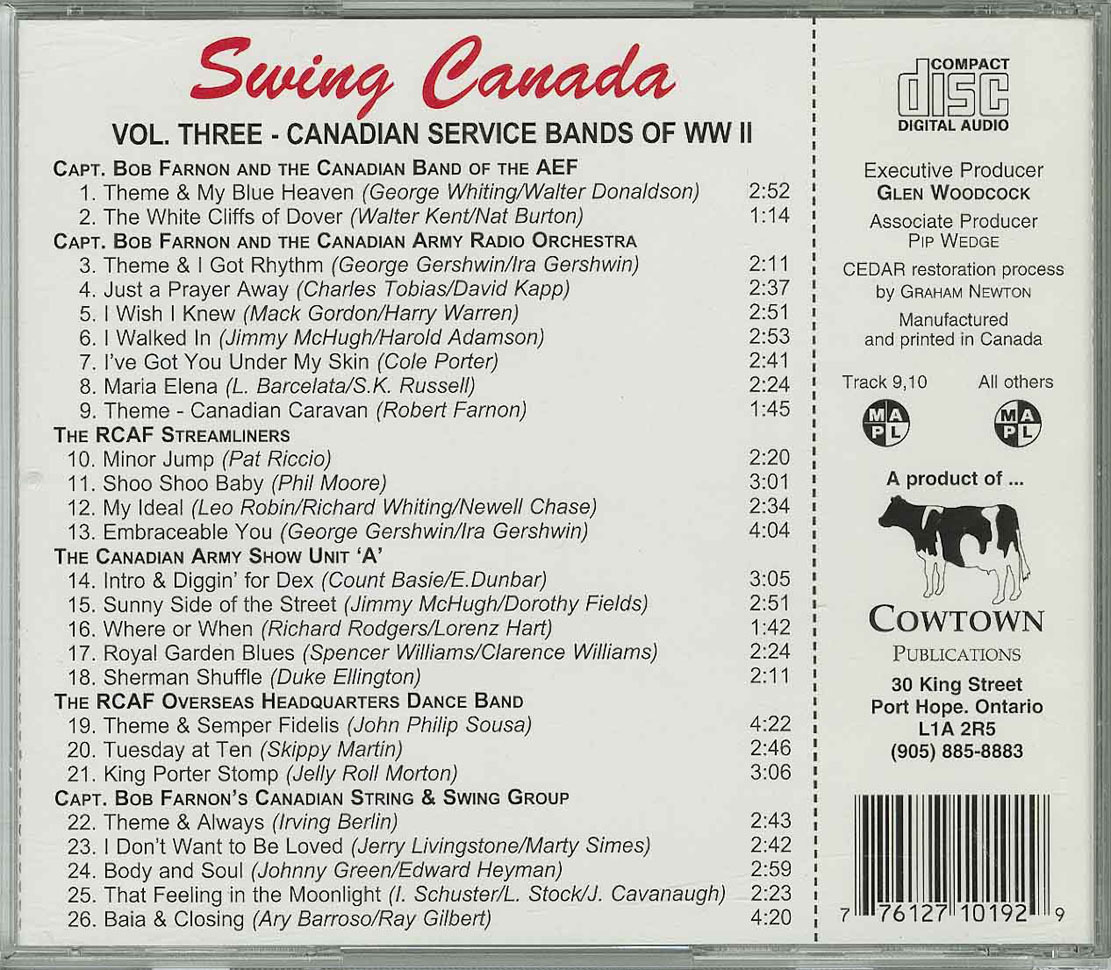 Swing Canada
VOL. THREE - CANADIAN SERVICE BANDS OF WW II
CAPT. BOB FARNON AND THE CANADIAN BAND OF THE AEF
1. Theme & My Blue Heaven (George Whiting/Walter Donaldson) 2:52
2. The White Cliffs of Dover (Walter Kent/Nat Burton) 1:14
CAPT. BOB FARNON AND THE CANADIAN ARMY RADIO ORCHESTRA
3. Theme & I Got Rhythm (George Gershwin/Ira Gershwin) 2:11
4. Just a Prayer Away (Charles Tobias/David Kapp) 2:37
5. I Wish I Knew (Mack Gordon/Harry Warren) 2:51
6. I Walked In (Jimmy McHugh/Harold Adamson) 2:53
7. I've Got You Under My Skin (Cole Porter) 2:41
8. Maria Elena (L. Barcelata/S.K. Russell) 2:24
9. Theme - Canadian Caravan (Robert Farnon) 1:45
THE RCAF STREAMLINERS
10. Minor Jump (Pat Riccio) 2:20
11. Shoo Shoo Baby (Phil Moore) 3:01
12. My Ideal (Leo Robin/Richard Whiting/Newell Chase) 2:34
13. Embraceable You (George Gershwin/Ira Gershwin) 4:04
THE CANADIAN ARMY SHOW UNIT ‘A’
14. Intro & Diggin’ for Dex (Count Basie/E.Dunbar) 3:05
15. Sunny Side of the Street (Jimmy McHugh/Dorothy Fields) 2:51
16. Where or When (Richard Rodgers/Lorenz Hart) 1:42
17. Royal Garden Blues (Spencer Williams/Clarence Williams) 2:24
18. Sherman Shuffle (Duke Ellington) 2:11
THE RCAF OVERSEAS HEADQUARTERS DANCE BAND
19. Theme & Semper Fidelis (John Philip Sousa) 4:22
20. Tuesday at Ten (Skippy Martin) 2:46
21. King Porter Stomp (Jelly Roll Morton) 3:06
CAPT. BOB FARNON’S CANADIAN STRING & SWING GROUP
22. Theme & Always (Irving Berlin) 2:43
23. I Don’t Want to Be Loved (Jerry Livingstone/Marty Simes) 2:42
24. Body and Soul (Johnny Green/Edward Heyman) 2:59
25. That Feeling in the Moonlight (I. Schuster/L. Stock/J. Cavanaugh) 2:23
26. Baia & Closing (Ary Barroso/Ray Gilbert) 4:20
COMPACT
disc
DIGITAL AUDIO
Executive Producer
GLEN WOODCOCK
Associate Producer
PIP WEDGE
CEDAR restoration process
by GRAHAM NEWTON
Manufactured
and printed in Canada
Track 9,10 All others
MA MA
PL PL
A product of ...
COWTOWN
PUBLICATIONS
30 King Street
Port Hope. Ontario
L1A 2R5
(905) 885-8883
7 76127 10192 9